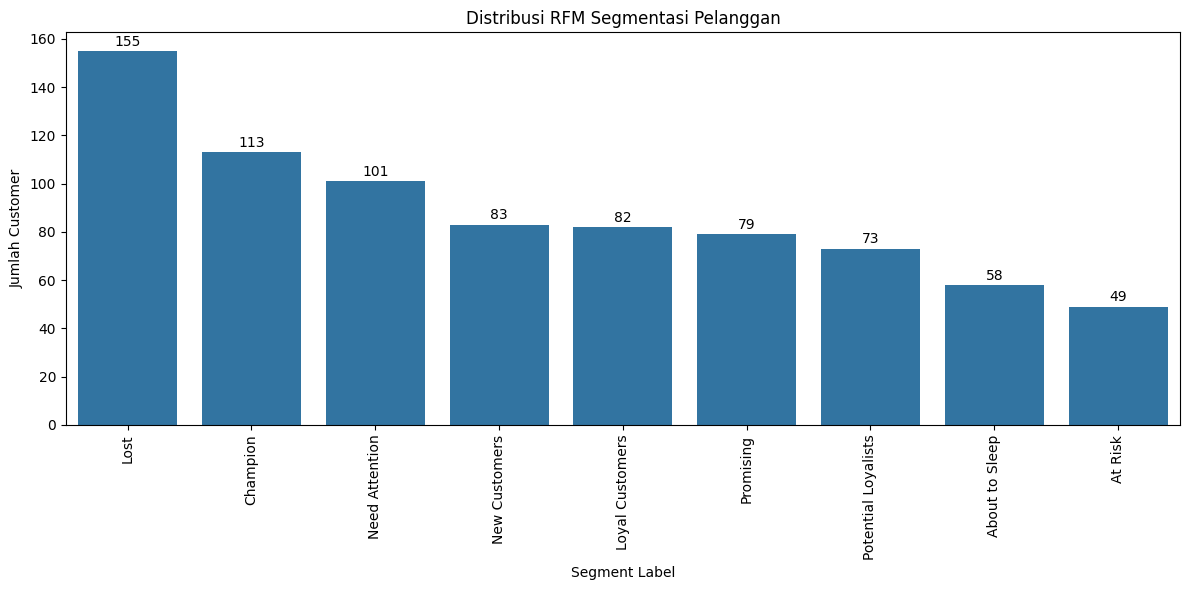 Distribusi RFM Segmentasi Pelanggan
Jumlah Customer
160
140
120
100
80
60
40
20
0
155
113
101
83
82
79
73
58
49
Lost
Champion
Need Attention
New Customers
Loyal Customers
Promising
Potential Loyalists
About to Sleep
At Risk
Segment Label